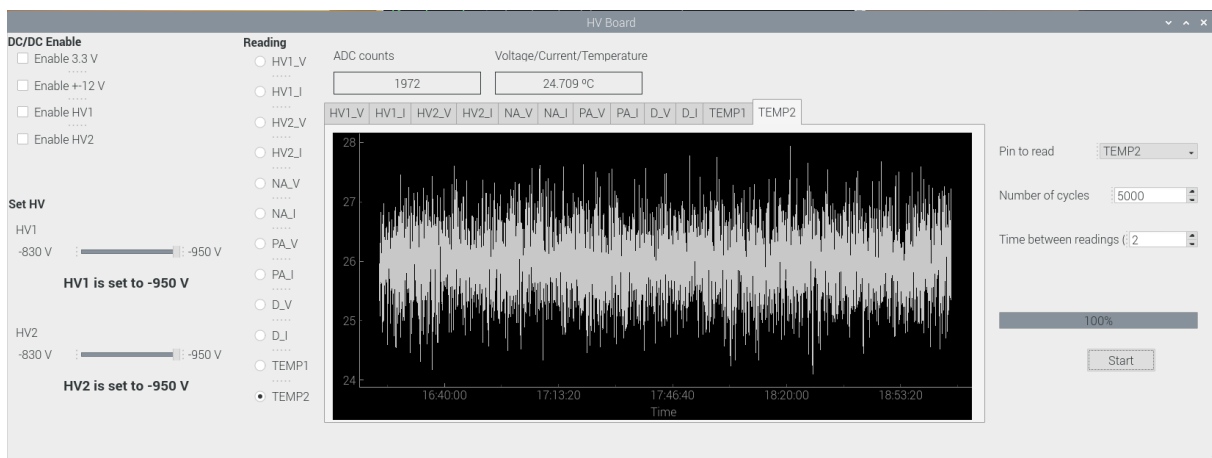 HV Board
DC/DC Enable
Enable 3.3 V
Enable +-12 V
Enable HV1
Enable HV2
Set HV
HV1
-830 V
-950 V
HV1 is set to -950 V
HV2
-830 V
-950 V
HV2 is set to -950 V
Reading
HV1_V
HV1_I
HV2_V
HV2_I
NA_V
NA_I
PA_V
PA_I
D_V
D_I
TEMP1
TEMP2
ADC counts
1972
Voltage/Current/Temperature
24.709 ºC
HV1_V HV1_I HV2_V HV2_I NA_V NA_I PA_V PA_I D_V D_I TEMP1 TEMP2
28
27
26
25
24
16:40:00 17:13:20 17:46:40 18:20:00 18:53:20
Time
Pin to read TEMP2
Number of cycles 5000
Time between readings ( 2
100%
Start